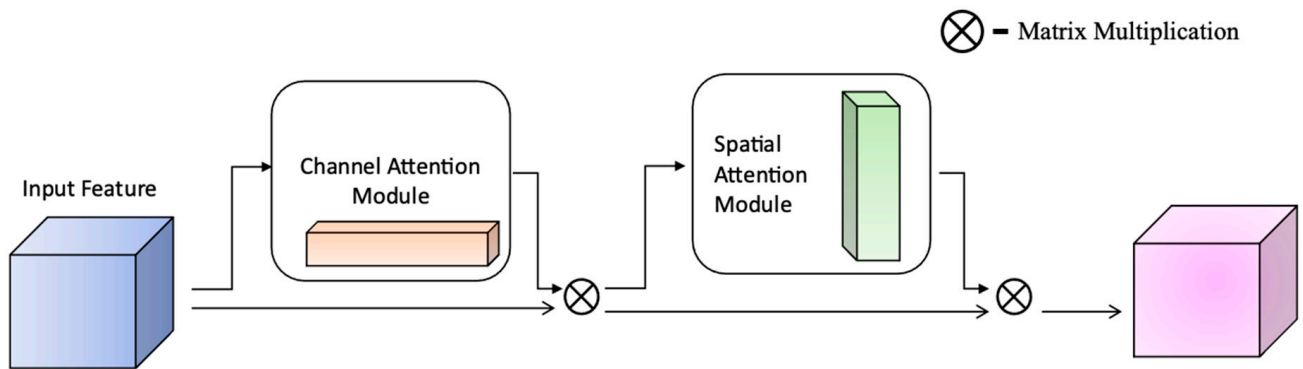 ⊗ – Matrix Multiplication
Input Feature
Channel Attention
Module
Spatial
Attention
Module